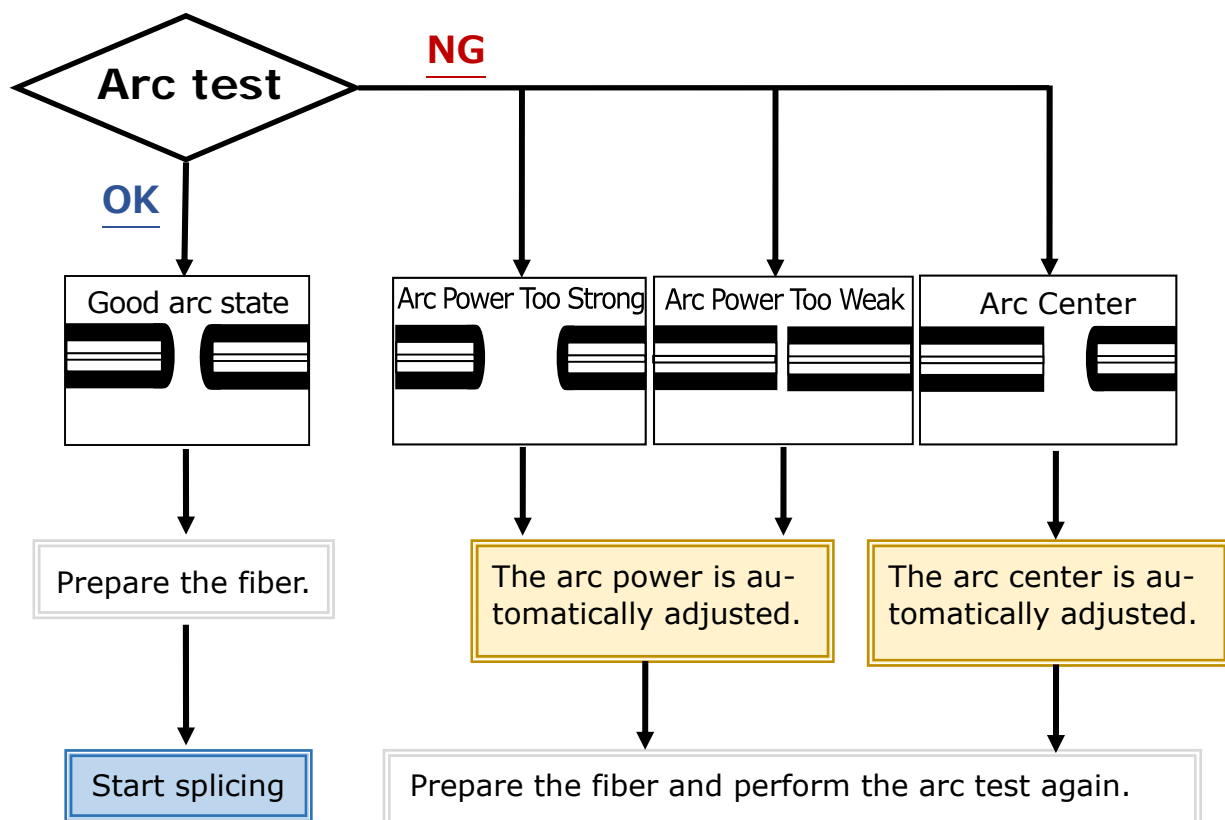 Arc test
NG
OK
Good arc state
Arc Power Too Strong
Arc Power Too Weak
Arc Center
Prepare the fiber.
The arc power is au-
tomatically adjusted.
The arc center is au-
tomatically adjusted.
Start splicing
Prepare the fiber and perform the arc test again.